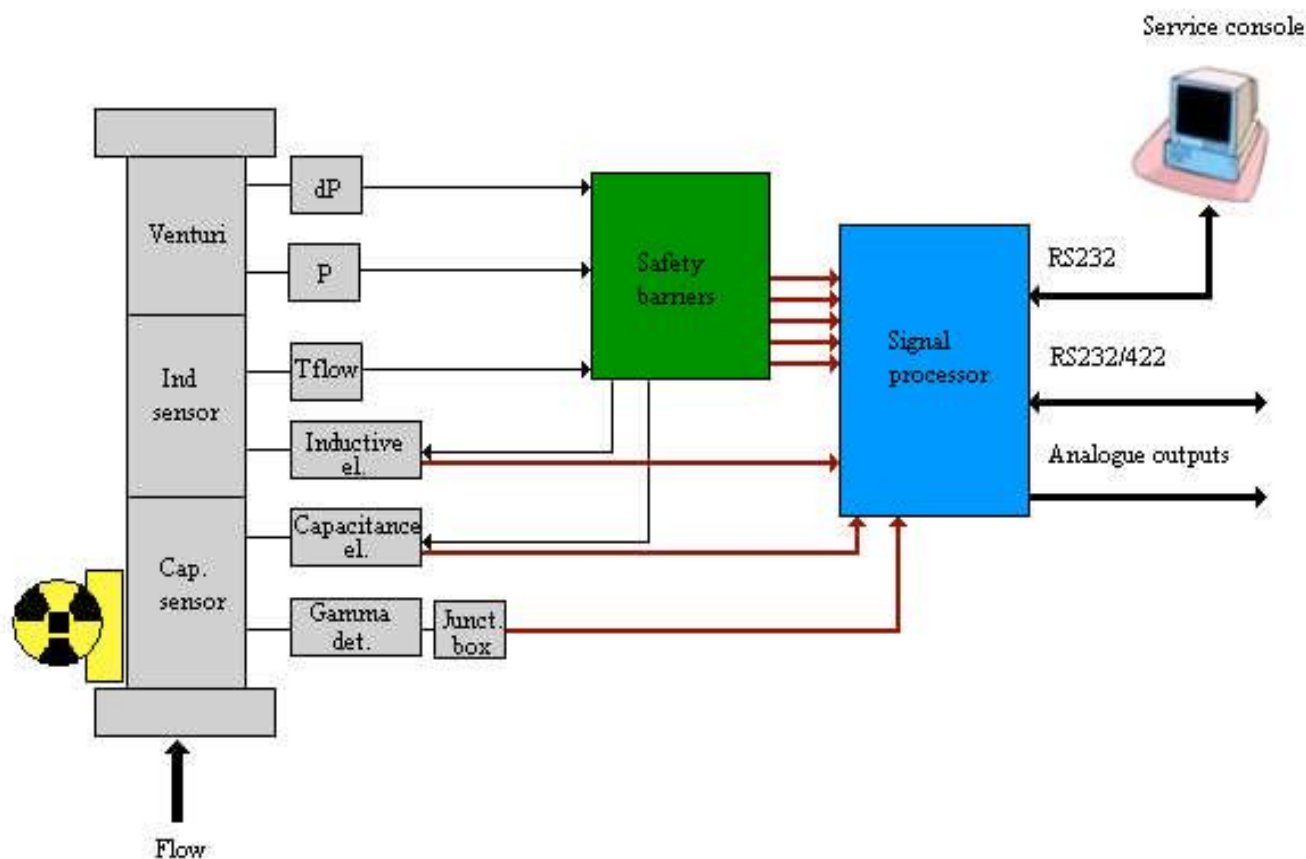 Service console
dP
Venturi
P
Safety
barriers
RS232
Signal
processor
RS232/422
Ind
sensor
Tflow
Inductive
el.
Analogue outputs
Capacitance
el.
Cap.
sensor
Gamma
det.
Junct.
box
Flow